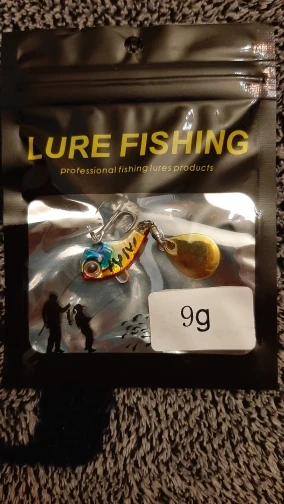 LURE FISHING
professional fishing lures products
9g